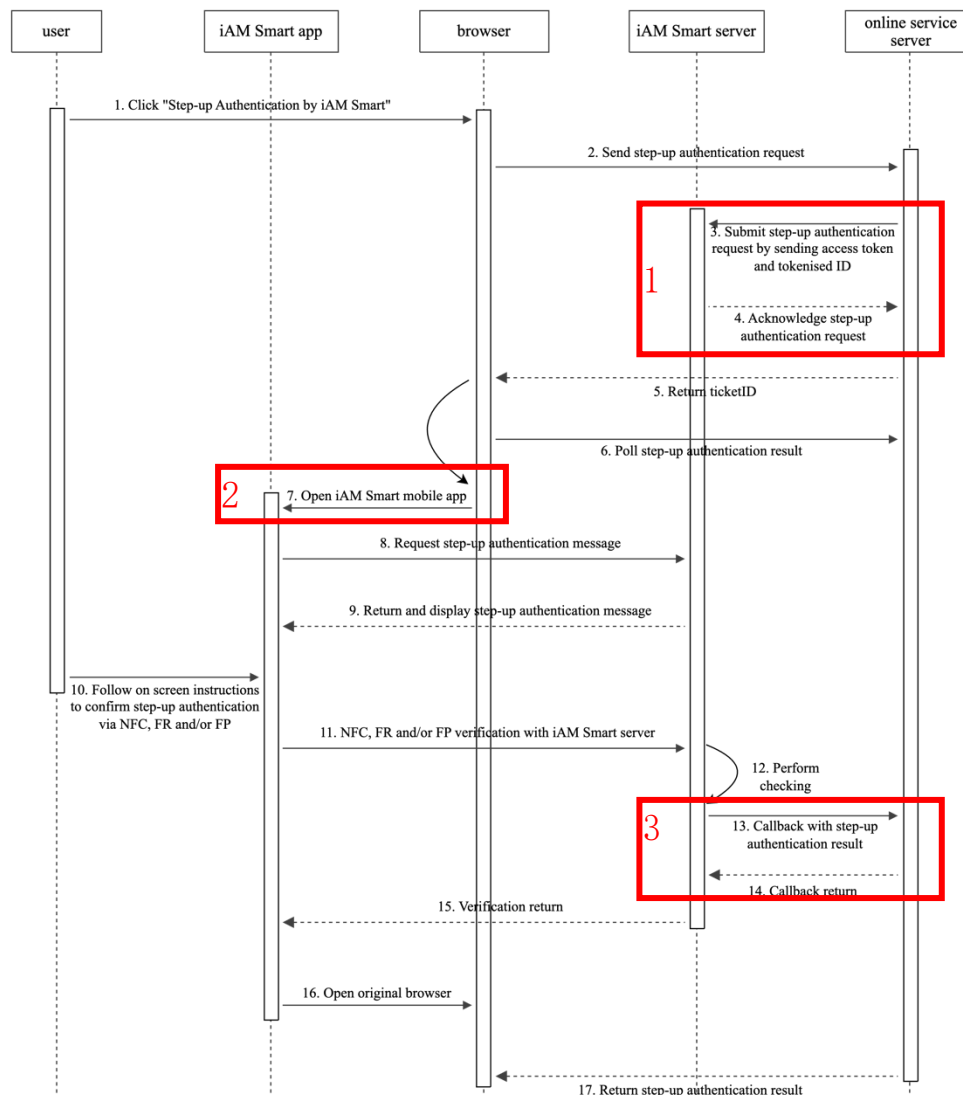 user
iAM Smart app
browser
iAM Smart server
online service
server
1. Click "Step-up Authentication by iAM Smart"
2. Send step-up authentication request
3. Submit step-up authentication
request by sending access token
and tokenised ID
1
4. Acknowledge step-up
authentication request
5. Return ticketID
6. Poll step-up authentication result
2
7. Open iAM Smart mobile app
8. Request step-up authentication message
9. Return and display step-up authentication message
10. Follow on screen instructions
to confirm step-up authentication
via NFC, FR and/or FP
11. NFC, FR and/or FP verification with iAM Smart server
12. Perform
checking
3
13. Callback with step-up
authentication result
14. Callback return
15. Verification return
16. Open original browser
17. Return step-up authentication result